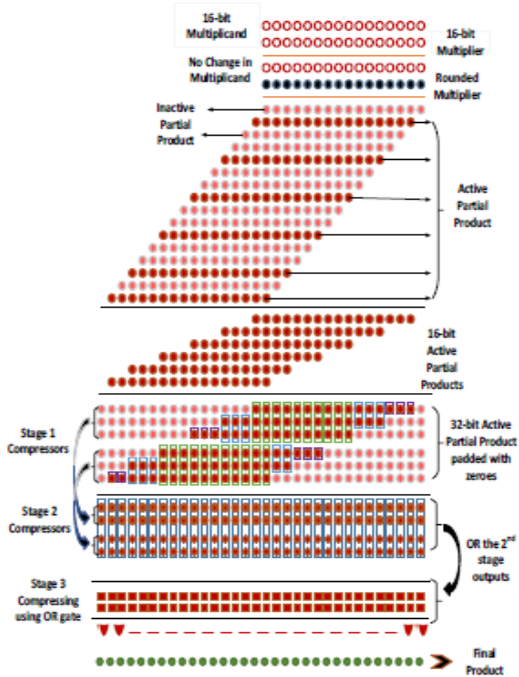 16-bit
Multiplicand
16-bit
Multiplier
No Change in
Multiplicand
Rounded
Multiplier
Inactive
Partial
Product
Active
Partial
Product
16-bit
Active
Partial
Products
Stage 1
Compressors
32-bit Active
Partial Product
padded with
zeroes
Stage 2
Compressors
OR the 2nd
stage
outputs
Stage 3
Compressing
using OR gate
Final
Product